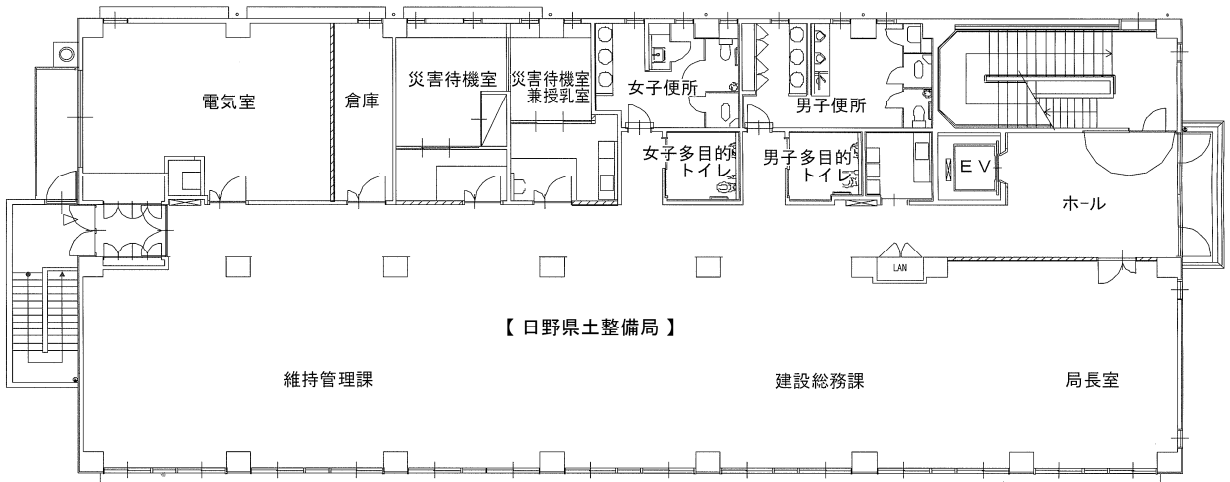 電気室
倉庫
災害待機室
災害待機室
兼授乳室
女子便所
男子便所
女子多目的
トイレ
男子多目的
トイレ
EV
ホール
LAN
【 日野県土整備局 】
維持管理課
建設総務課
局長室